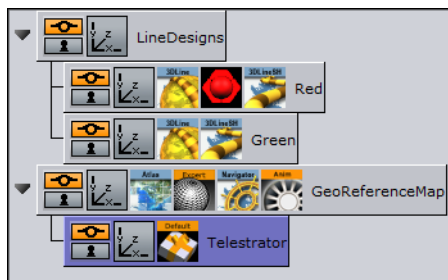 LineDesigns
3DLine 3DLineSH Red
3DLine 3DLineSH Green
Atlas Expert Navigator Anim GeoReferenceMap
Default Telestrator